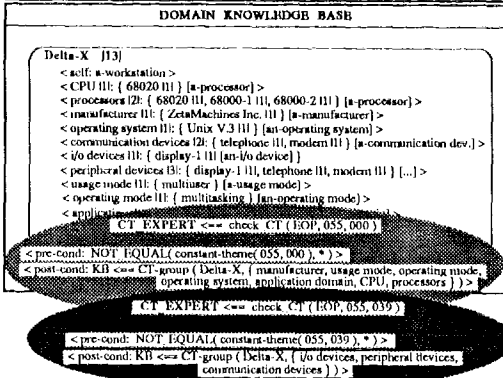 DOMAIN KNOWLEDGE BASE
Delta-X [13]
< self: a-workstation >
< CPU [1]: { 68020 [1] } [a-processor] >
< processors [2]: { 68020 [1], 68000-1 [1], 68000-2 [1] } [a-processor] >
< manufacturer [1]: { ZetaMachines Inc. [1] } [a-manufacturer] >
< operating system [1]: { Unix V.3 [1] } [an-operating system] >
< communication devices [2]: { telephone [1], modem [1] } [a-communication dev.] >
< i/o devices [1]: { display-1 [1] [an-i/o device] }
< peripheral devices [3]: { display-1 [1], telephone [1], modem [1] } [...] >
< usage mode [1]: { multiuser } [a-usage mode] >
< operating mode [1]: { multitasking } [an-operating mode] >
< application
CT_EXPERT <== check_CT ( EOP, 055, 000 )
< pre-cond: NOT_EQUAL( constant-theme( 055, 000 ), * ) >
< post-cond: KB <== CT-group ( Delta-X, { manufacturer, usage mode, operating mode,
operating system, application domain, CPU, processors } ) >
CT_EXPERT <== check_CT ( EOP, 055, 039 )
< pre-cond: NOT_EQUAL( constant-theme( 055, 039 ), * ) >
< post-cond: KB <== CT-group ( Delta-X, { i/o devices, peripheral devices,
communication devices } ) >